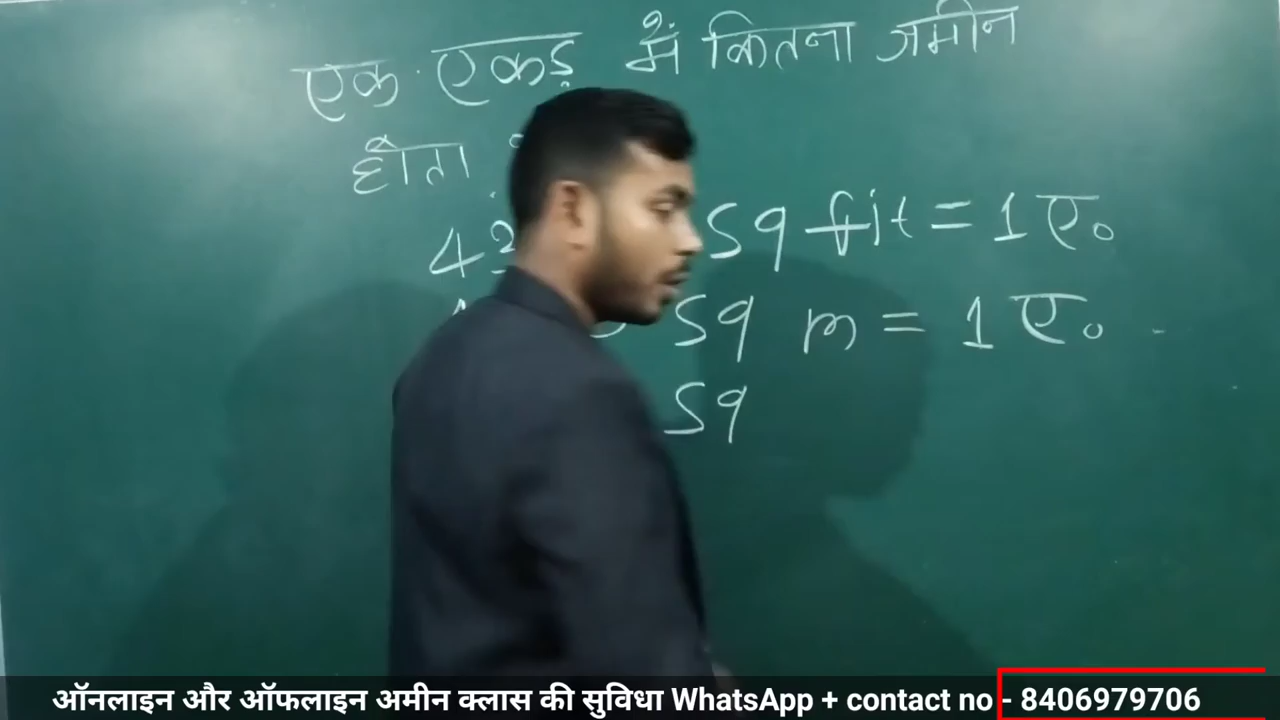 एक एकड़ में कितना जमीन
होता
sq fit = 1 ए०
sq m = 1 ए०
sq
ऑनलाइन और ऑफलाइन अमीन क्लास की सुविधा WhatsApp + contact no - 8406979706